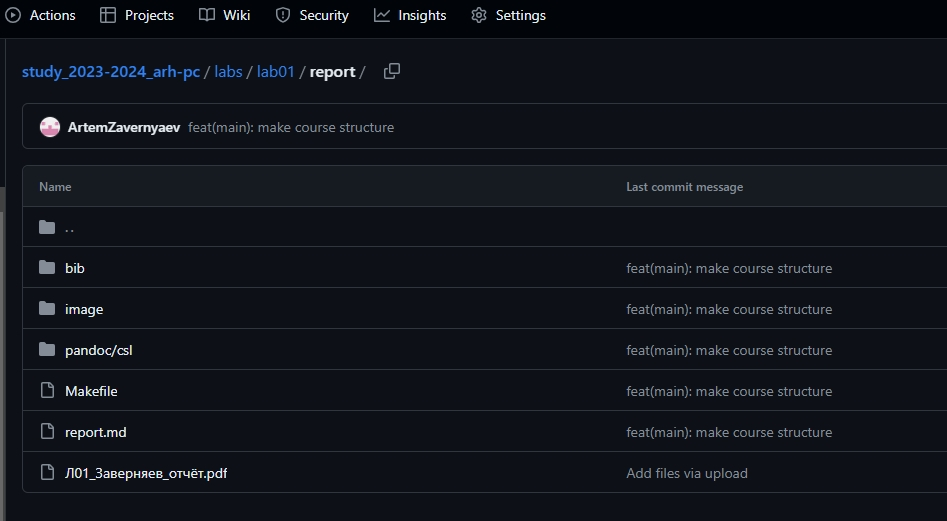 Actions Projects Wiki Security Insights Settings
study_2023-2024_arh-pc / labs / lab01 / report /
ArtemZavernyaev feat(main): make course structure
Name Last commit message
..
bib feat(main): make course structure
image feat(main): make course structure
pandoc/csl feat(main): make course structure
Makefile feat(main): make course structure
report.md feat(main): make course structure
Л01_Заверняев_отчёт.pdf Add files via upload